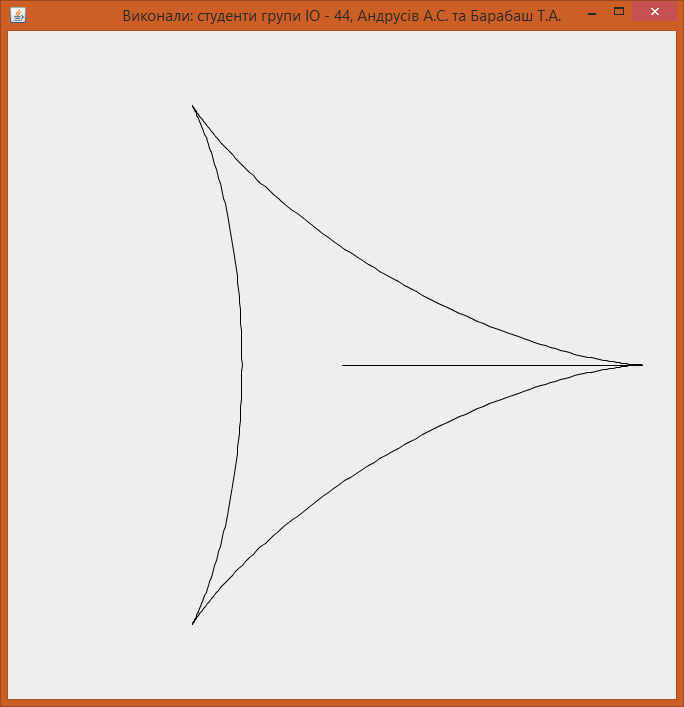 Виконали: студенти групи ІО - 44, Андрусів А.С. та Барабаш Т.А.